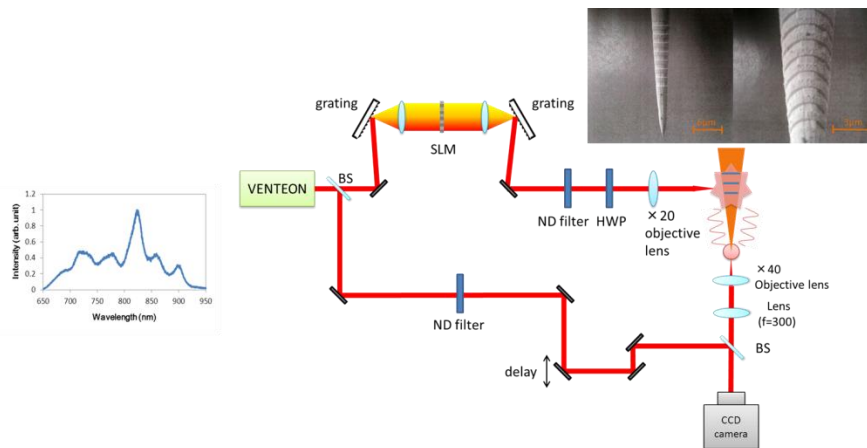 grating
grating
SLM
VENTEON
BS
ND filter
HWP
×20
objective
lens
×40
Objective lens
Lens
(f=300)
BS
ND filter
delay
CCD
camera
Intensity (arb. unit)
1.2
1
0.8
0.6
0.4
0.2
0
650
700
750
800
850
900
950
Wavelength (nm)